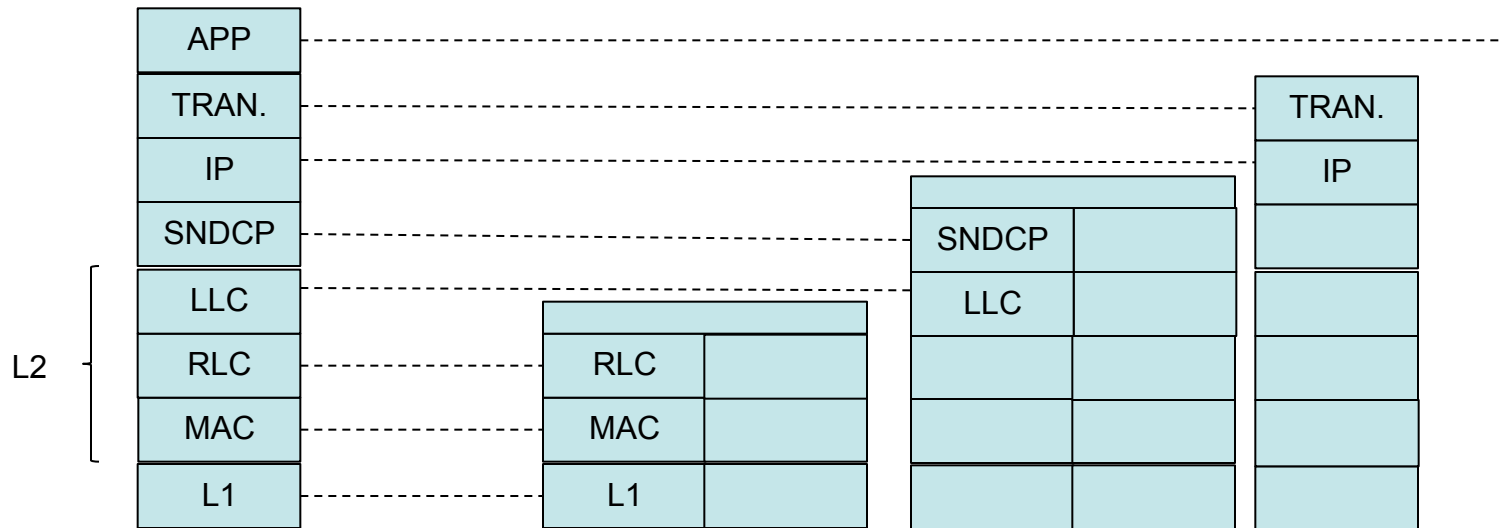 APP
TRAN.
TRAN.
IP
IP
SNDCP
SNDCP
LLC
LLC
L2
RLC
RLC
MAC
MAC
L1
L1